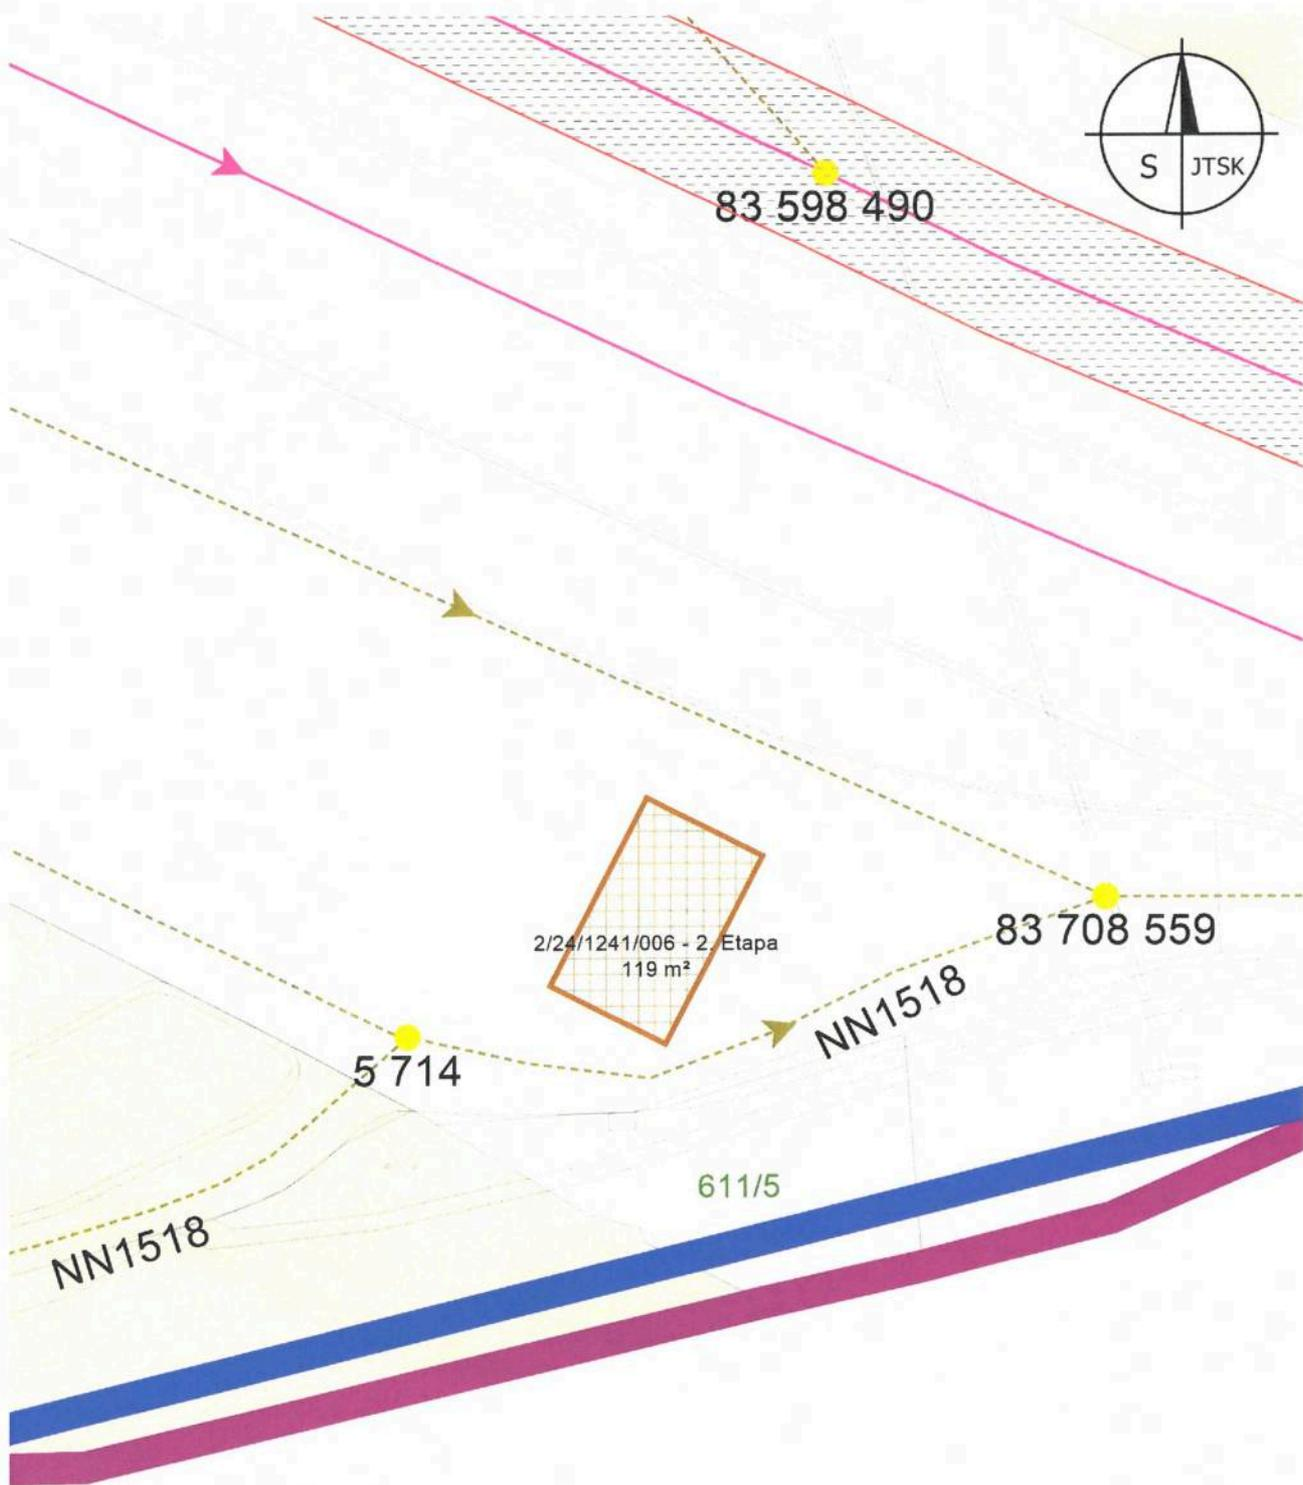 S JTSK
83 598 490
2/24/1241/006 - 2. Etapa
119 m²
83 708 559
NN1518
5 714
611/5
NN1518